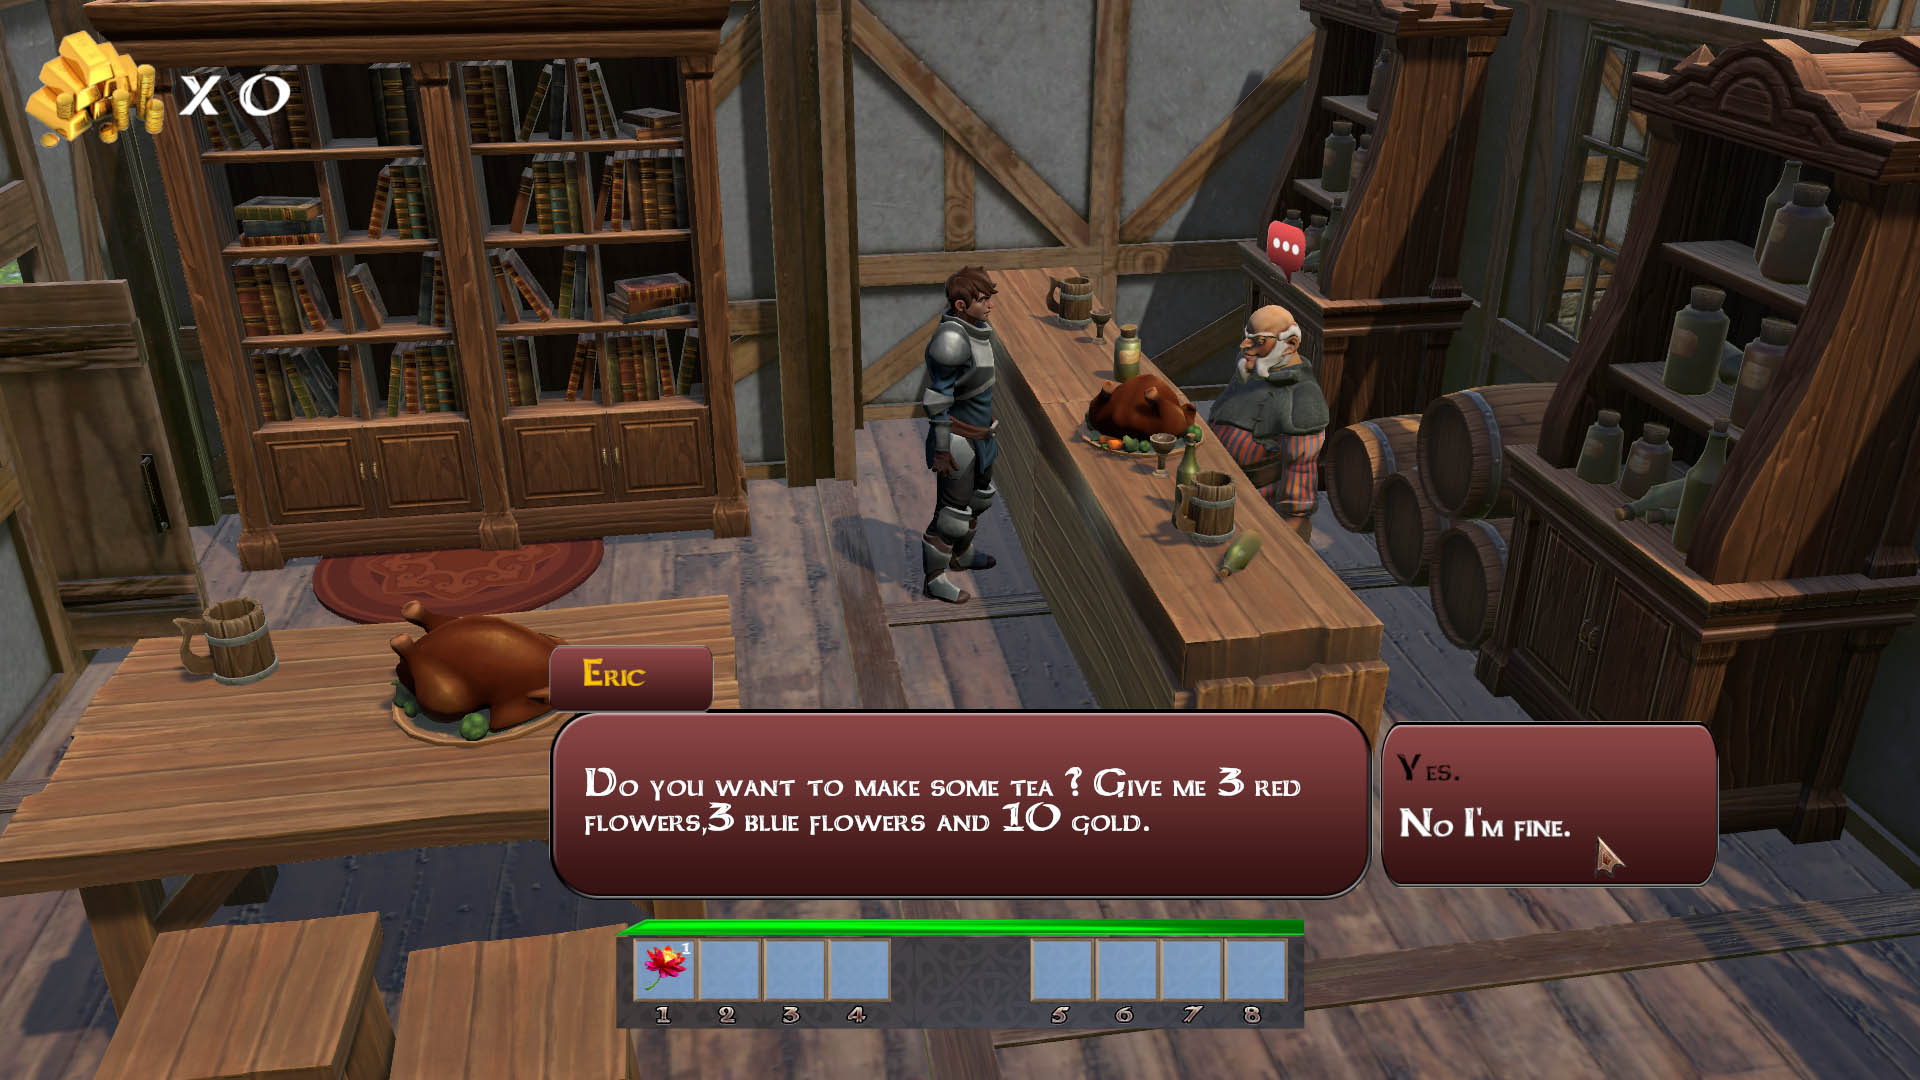 X 0
Eric
Do you want to make some tea ? Give me 3 red
flowers,3 blue flowers and 10 gold.
Yes.
No I'm fine.
1
1 2 3 4 5 6 7 8